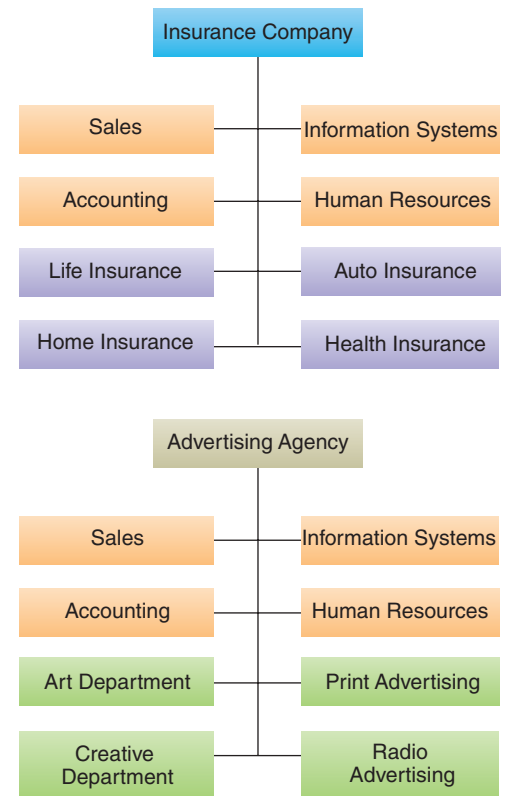 Insurance Company
Sales
Information Systems
Accounting
Human Resources
Life Insurance
Auto Insurance
Home Insurance
Health Insurance
Advertising Agency
Sales
Information Systems
Accounting
Human Resources
Art Department
Print Advertising
Creative
Department
Radio
Advertising